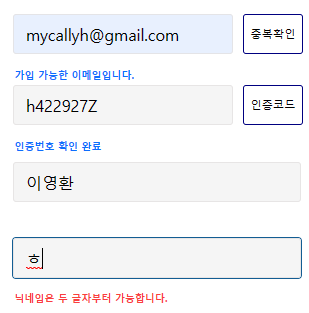 mycallyh@gmail.com 중복확인
가입 가능한 이메일입니다.
h422927Z 인증코드
인증번호 확인 완료
이영환
ㅎ
닉네임은 두 글자부터 가능합니다.